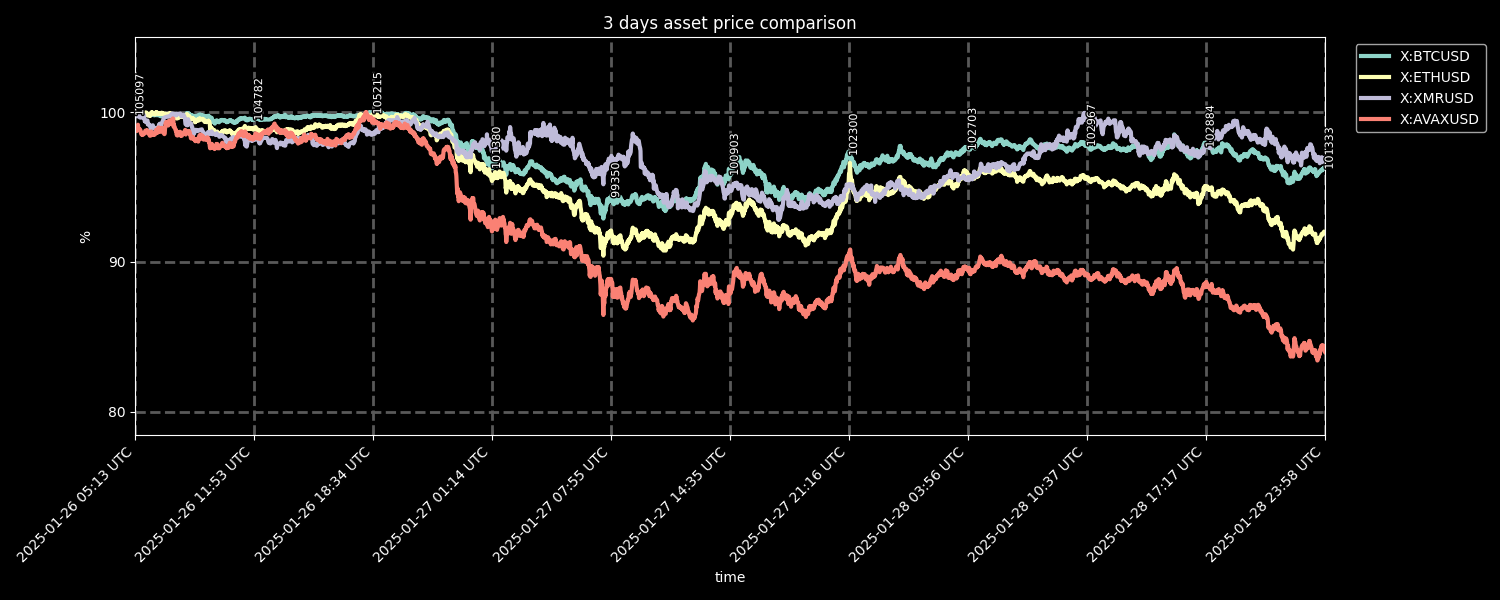 3 days asset price comparison
X:BTCUSD
X:ETHUSD
X:XMRUSD
X:AVAXUSD
105097
104782
105215
101380
99350
100903
102300
102703
102967
102884
101333
100
90
80
%
2025-01-26 05:13 UTC
2025-01-26 11:53 UTC
2025-01-26 18:34 UTC
2025-01-27 01:14 UTC
2025-01-27 07:55 UTC
2025-01-27 14:35 UTC
2025-01-27 21:16 UTC
2025-01-28 03:56 UTC
2025-01-28 10:37 UTC
2025-01-28 17:17 UTC
2025-01-28 23:58 UTC
time